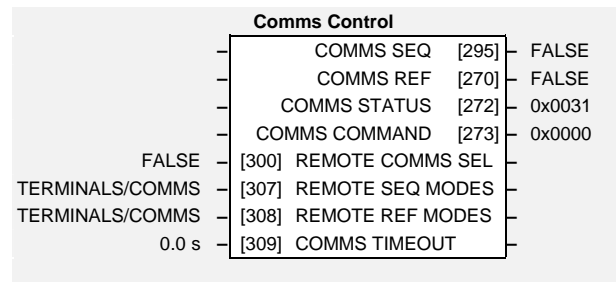 Comms Control
COMMS SEQ [295] FALSE
COMMS REF [270] FALSE
COMMS STATUS [272] 0x0031
COMMS COMMAND [273] 0x0000
FALSE [300] REMOTE COMMS SEL
TERMINALS/COMMS [307] REMOTE SEQ MODES
TERMINALS/COMMS [308] REMOTE REF MODES
0.0 s [309] COMMS TIMEOUT